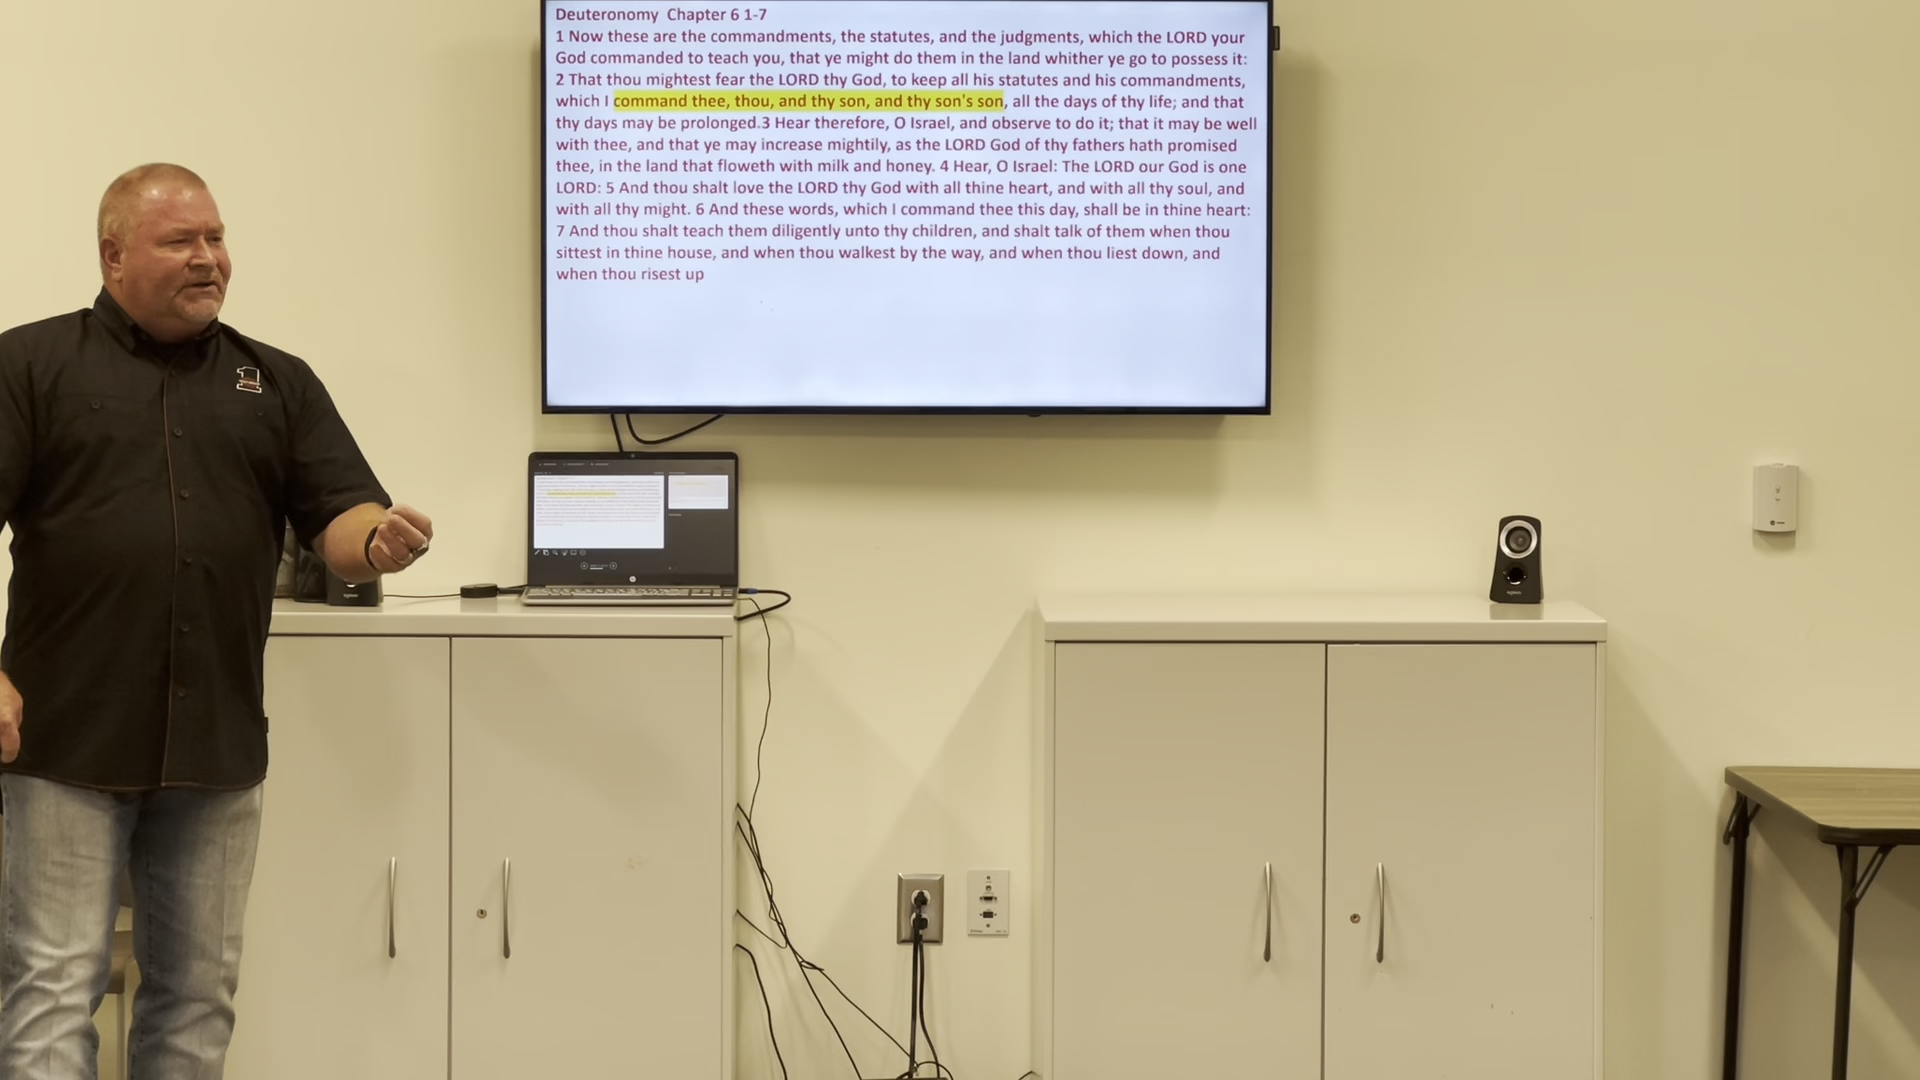 Deuteronomy  Chapter 6 1-7
1 Now these are the commandments, the statutes, and the judgments, which the LORD your
God commanded to teach you, that ye might do them in the land whither ye go to possess it:
2 That thou mightest fear the LORD thy God, to keep all his statutes and his commandments,
which I command thee, thou, and thy son, and thy son's son, all the days of thy life; and that
thy days may be prolonged.3 Hear therefore, O Israel, and observe to do it; that it may be well
with thee, and that ye may increase mightily, as the LORD God of thy fathers hath promised
thee, in the land that floweth with milk and honey. 4 Hear, O Israel: The LORD our God is one
LORD: 5 And thou shalt love the LORD thy God with all thine heart, and with all thy soul, and
with all thy might. 6 And these words, which I command thee this day, shall be in thine heart:
7 And thou shalt teach them diligently unto thy children, and shalt talk of them when thou
sittest in thine house, and when thou walkest by the way, and when thou liest down, and
when thou risest up
1